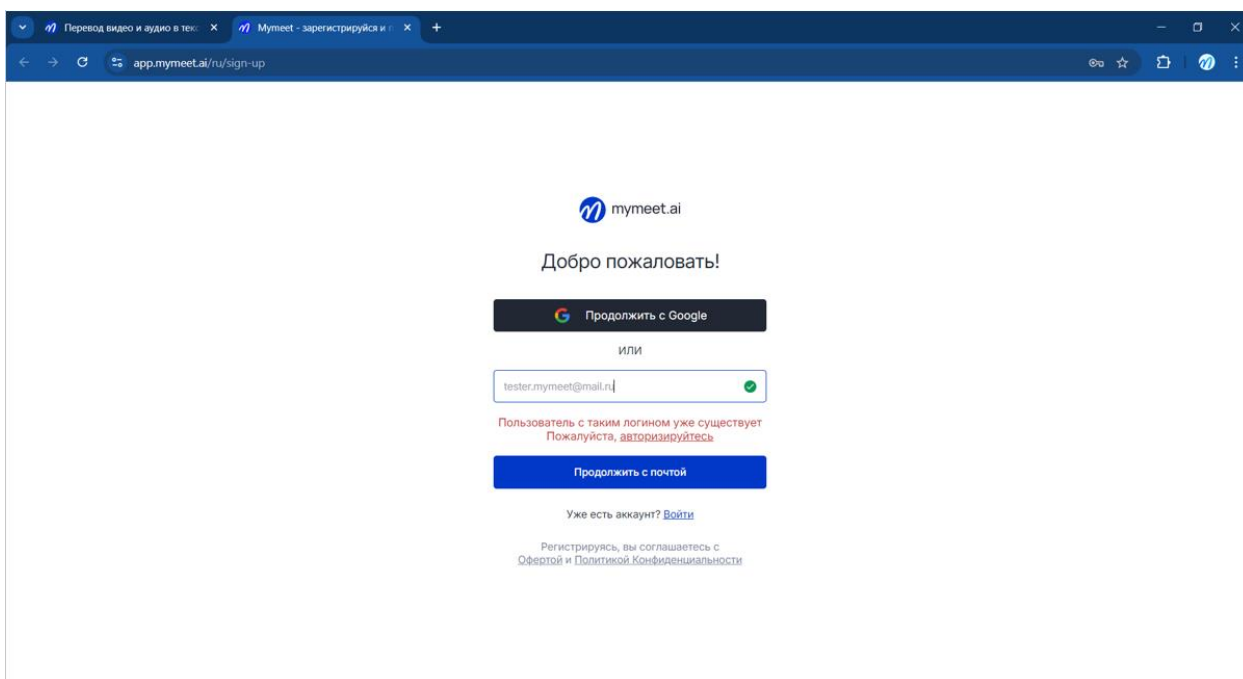 Перевод видео и аудио в текс
Mymeet - зарегистрируйся и п
app.mymeet.ai/ru/sign-up
mymeet.ai
Добро пожаловать!
Продолжить с Google
или
tester.mymeet@mail.ru
Пользователь с таким логином уже существует
Пожалуйста, авторизируйтесь
Продолжить с почтой
Уже есть аккаунт? Войти
Регистрируясь, вы соглашаетесь с
Офертой и Политикой Конфиденциальности